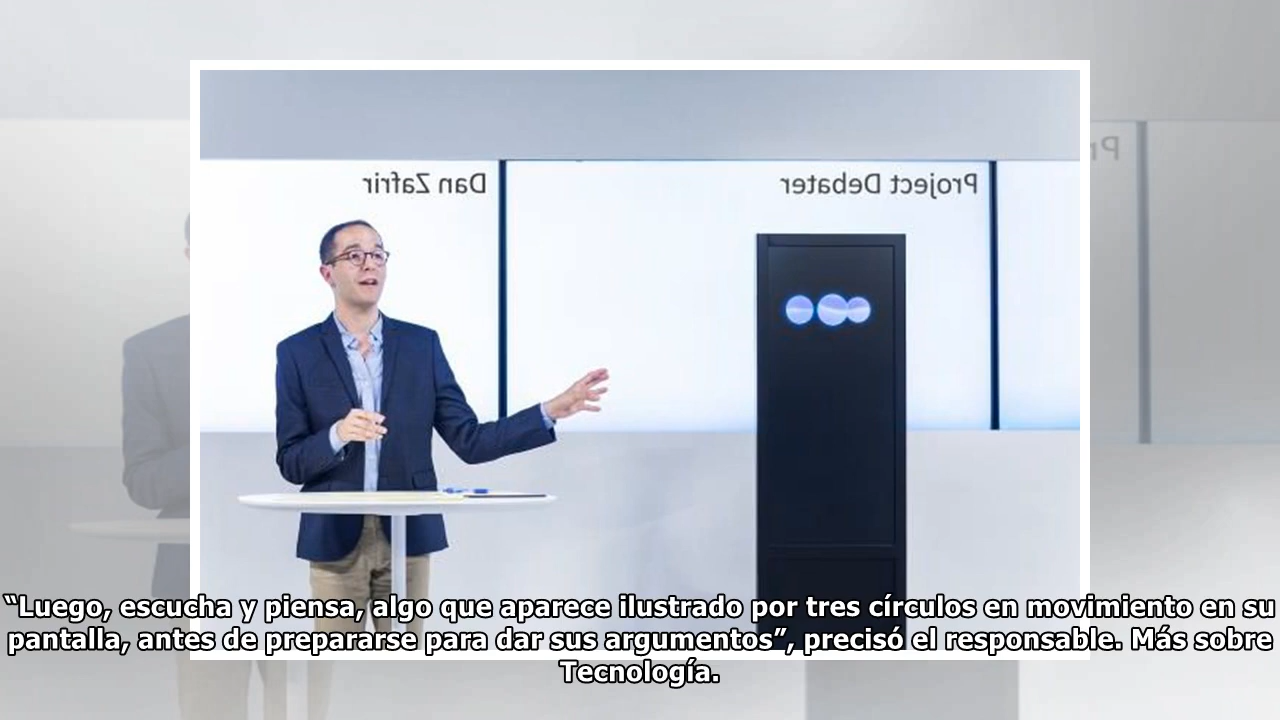 Dan Zafrir
Project Debater
Pr
“Luego, escucha y piensa, algo que aparece ilustrado por tres círculos en movimiento en su
pantalla, antes de prepararse para dar sus argumentos”, precisó el responsable. Más sobre
Tecnología.